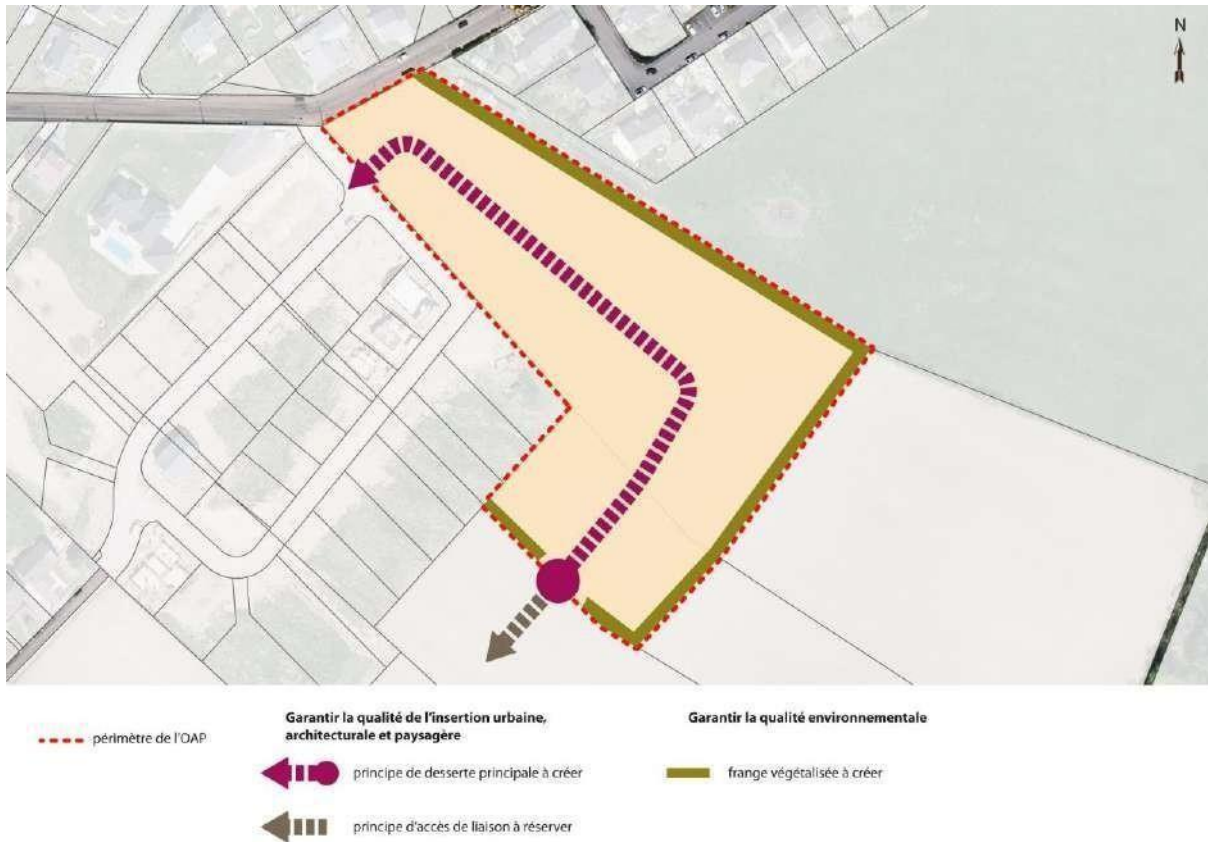 N
périmètre de l'OAP
Garantir la qualité de l'insertion urbaine,
architecturale et paysagère
principe de desserte principale à créer
principe d'accès de liaison à réserver
Garantir la qualité environnementale
frange végétalisée à créer